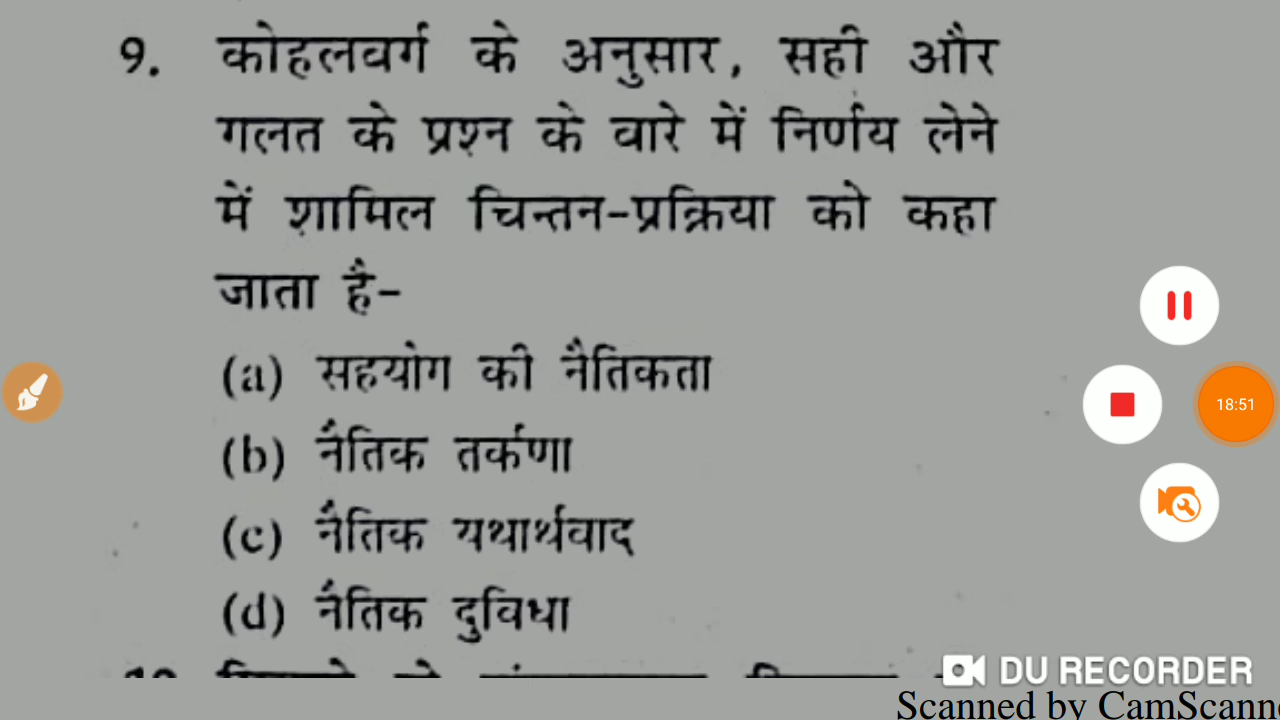 9. कोहलवर्ग के अनुसार, सही और
गलत के प्रश्न के वारे में निर्णय लेने
में शामिल चिन्तन-प्रक्रिया को कहा
जाता है-
(a) सहयोग की नैतिकता
(b) नैतिक तर्कणा
(c) नैतिक यथार्थवाद
(d) नैतिक दुविधा
18:51
DU RECORDER
Scanned by CamScann